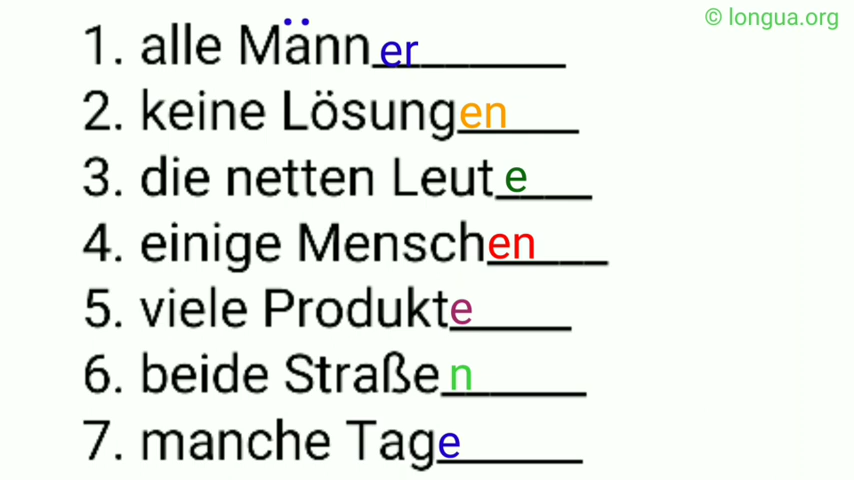 © longua.org
1. alle Männer
2. keine Lösungen
3. die netten Leute
4. einige Menschen
5. viele Produkte
6. beide Straßen
7. manche Tage